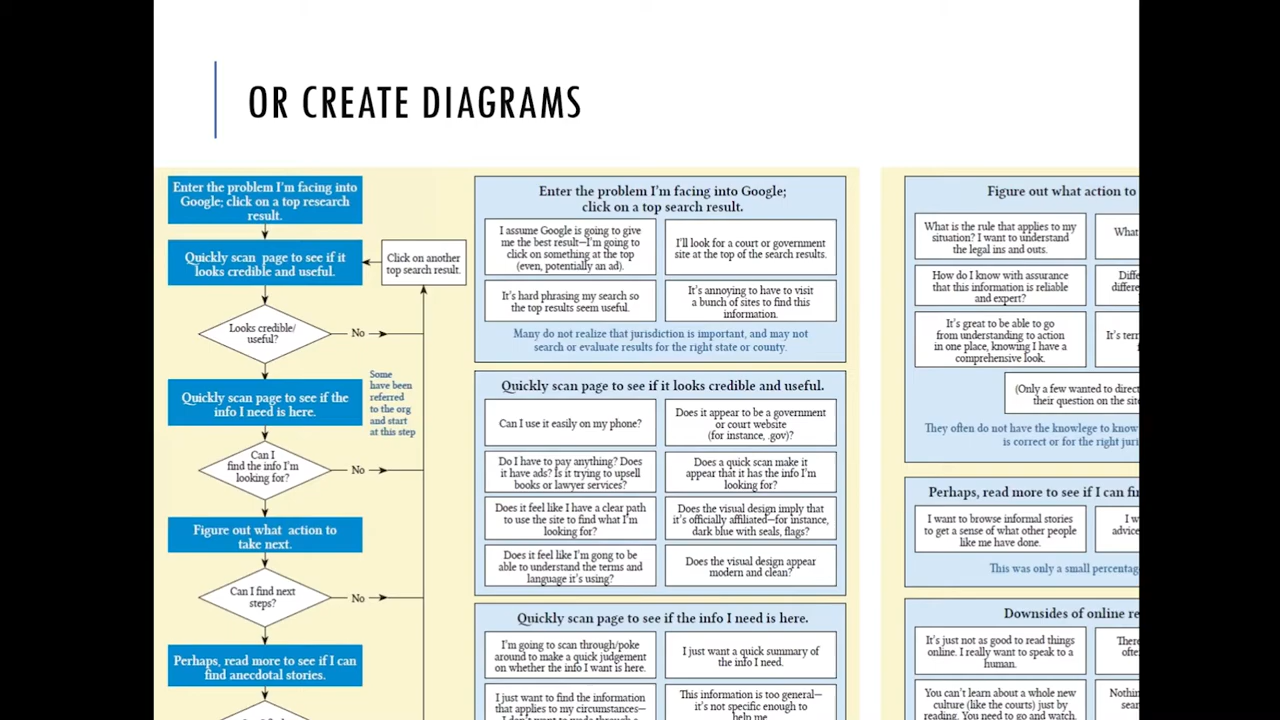 OR CREATE DIAGRAMS
Enter the problem I'm facing into
Google; click on a top research
result.
Quickly scan page to see if it
looks credible and useful.
Click on another
top search result.
Looks credible/
useful?
No
Quickly scan page to see if the
info I need is here.
Some
have been
referred
to the org
and start
at this step
Can I
find the info I'm
looking for?
No
Figure out what action to
take next.
Can I find next
steps?
No
Perhaps, read more to see if I can
find anecdotal stories.
Enter the problem I'm facing into Google;
click on a top search result.
I assume Google is going to give
me the best result—I'm going to
click on something at the top
(even, potentially an ad).
I'll look for a court or government
site at the top of the search results.
It's hard phrasing my search so
the top results seem useful.
It's annoying to have to visit
a bunch of sites to find this
information.
Many do not realize that jurisdiction is important, and may not
search or evaluate results for the right state or county.
Quickly scan page to see if it looks credible and useful.
Can I use it easily on my phone?
Does it appear to be a government
or court website
(for instance, .gov)?
Do I have to pay anything? Does
it have ads? Is it trying to upsell
books or lawyer services?
Does a quick scan make it
appear that it has the info I'm
looking for?
Does it feel like I have a clear path
to use the site to find what I'm
looking for?
Does the visual design imply that
it's officially affiliated—for instance,
dark blue with seals, flags?
Does it feel like I'm gong to be
able to understand the terms and
language it's using?
Does the visual design appear
modern and clean?
Quickly scan page to see if the info I need is here.
I'm going to scan through/poke
around to make a quick judgement
on whether the info I want is here.
I just want a quick summary of
the info I need.
I just want to find the information
that applies to my circumstances—
This information is too general—
it's not specific enough to
help me.
Figure out what action to
What is the rule that applies to my
situation? I want to understand
the legal ins and outs.
What
How do I know with assurance
that this information is reliable
and expert?
It's great to be able to go
from understanding to action
in one place, knowing I have a
comprehensive look.
(Only a few wanted to direct
their question on the
They often do not have the knowlege to know
is correct or for the right
Perhaps, read more to see if I can
I want to browse informal stories
to get a sense of what other people
like me have done.
This was only a small
Downsides of online
It's just not as good to read things
online. I really want to speak to a
human.
You can't learn about a whole new
culture (like the courts) just by
reading. You need to go and watch.